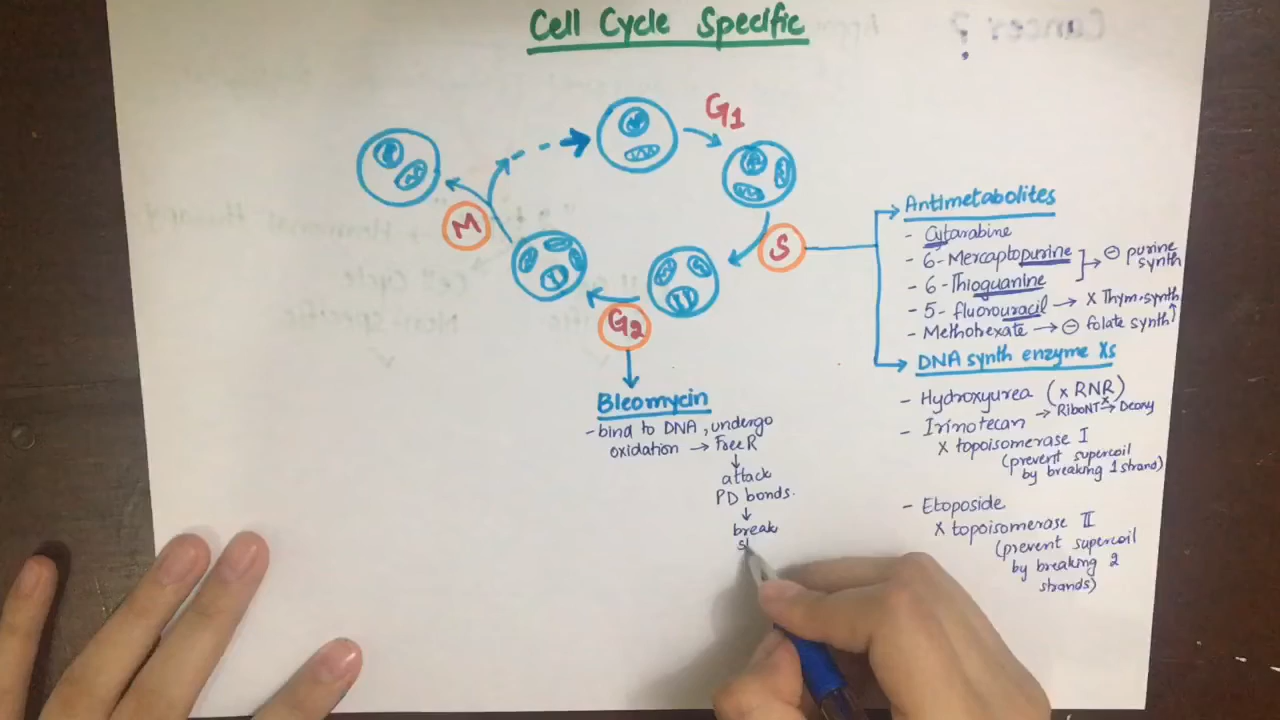 Cell Cycle Specific
G1
M
S
G2
Antimetabolites
- Cytarabine
- 6-Mercaptopurine
- 6-Thioguanine
→ ⊖ purine synth
- 5-fluorouracil → x Thym.synth
- Methotrexate → ⊖ folate synth
DNA synth enzyme Xs
- Hydroxyurea (x RNR)
→ RiboNT → Deoxy
x
- Irinotecan
x topoisomerase I
(prevent supercoil
by breaking 1 strand)
- Etoposide
x topoisomerase II
(prevent supercoil
by breaking 2
strands)
Bleomycin
- bind to DNA, undergo
oxidation → Free R
↓
attack
PD bonds.
↓
break
Cancer?